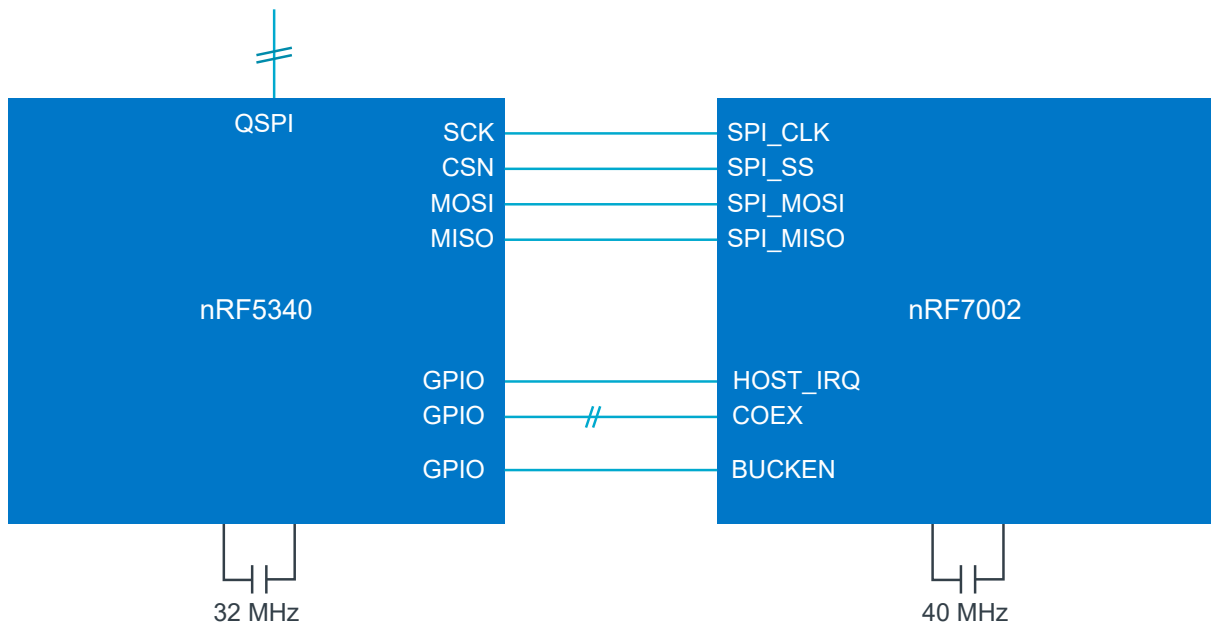 QSPI
SCK
SPI_CLK
CSN
SPI_SS
MOSI
SPI_MOSI
MISO
SPI_MISO
nRF5340
nRF7002
GPIO
HOST_IRQ
GPIO
COEX
GPIO
BUCKEN
32 MHz
40 MHz